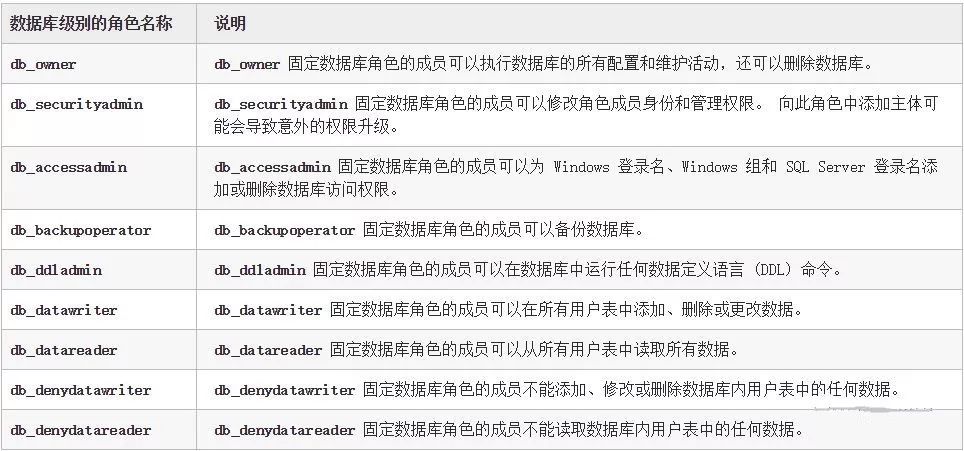 数据库级别的角色名称 说明
db_owner db_owner 固定数据库角色的成员可以执行数据库的所有配置和维护活动，还可以删除数据库。
db_securityadmin db_securityadmin 固定数据库角色的成员可以修改角色成员身份和管理权限。 向此角色中添加主体可
能会导致意外的权限升级。
db_accessadmin db_accessadmin 固定数据库角色的成员可以为 Windows 登录名、Windows 组和 SQL Server 登录名添
加或删除数据库访问权限。
db_backupoperator db_backupoperator 固定数据库角色的成员可以备份数据库。
db_ddladmin db_ddladmin 固定数据库角色的成员可以在数据库中运行任何数据定义语言 (DDL) 命令。
db_datawriter db_datawriter 固定数据库角色的成员可以在所有用户表中添加、删除或更改数据。
db_datareader db_datareader 固定数据库角色的成员可以从所有用户表中读取所有数据。
db_denydatawriter db_denydatawriter 固定数据库角色的成员不能添加、修改或删除数据库内用户表中的任何数据。
db_denydatareader db_denydatareader 固定数据库角色的成员不能读取数据库内用户表中的任何数据。